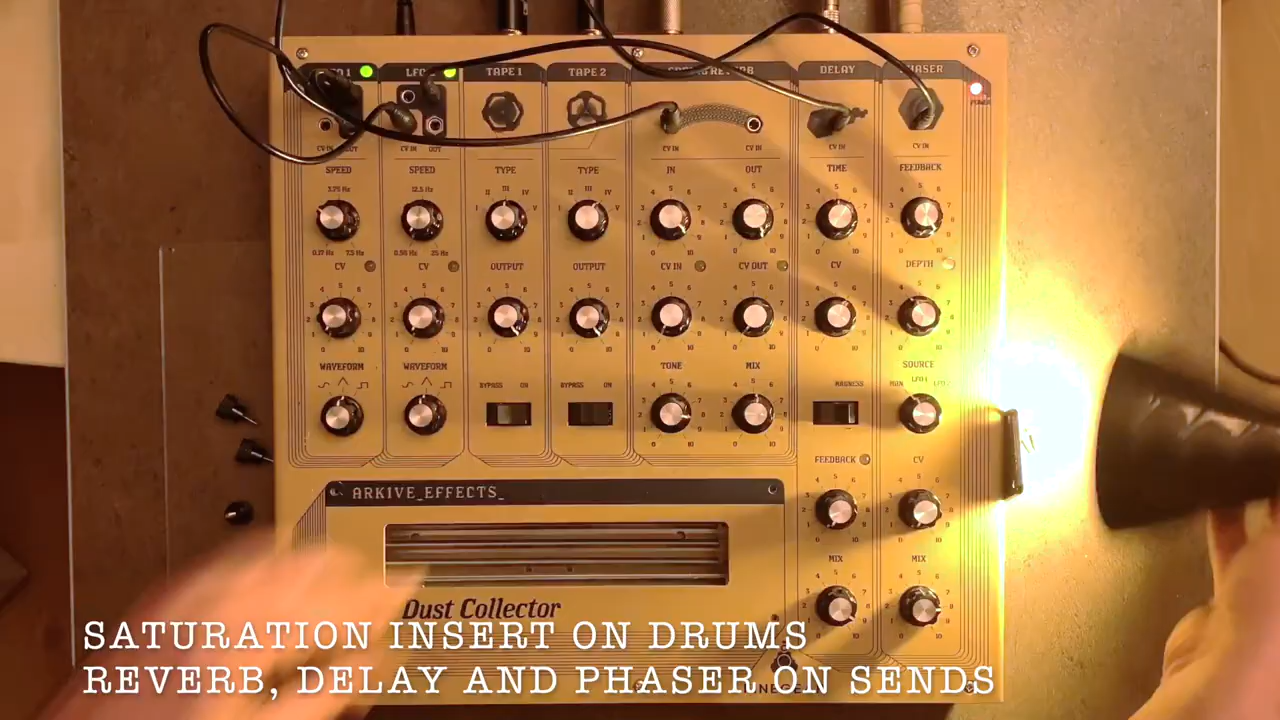 TAPE 1
TAPE 2
DELAY
POWER
CV IN
OUT
CV IN
OUT
CV IN
CV IN
CV IN
CV IN
SPEED
SPEED
TYPE
TYPE
IN
OUT
TIME
FEEDBACK
3.75 Hz
12.5 Hz
0.17 Hz
7.5 Hz
0.56 Hz
25 Hz
CV
CV
OUTPUT
OUTPUT
CV IN
CV OUT
CV
DEPTH
WAVEFORM
WAVEFORM
TONE
MIX
SOURCE
BYPASS
ON
BYPASS
ON
MADNESS
MAN
LFO 1
FEEDBACK
CV
ARKIVE_EFFECTS_
MIX
MIX
Dust Collector
SATURATION INSERT ON DRUMS
REVERB, DELAY AND PHASER ON SENDS